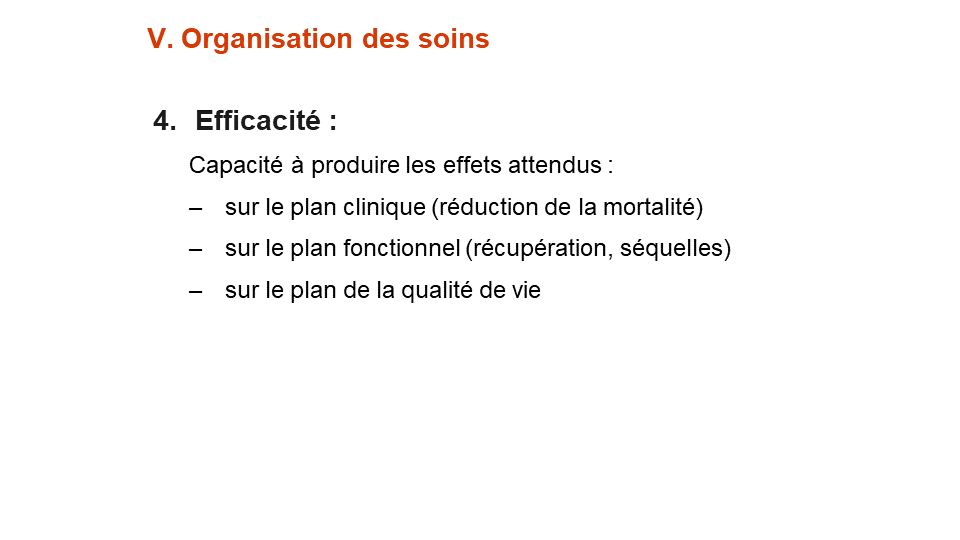 V. Organisation des soins
4. Efficacité :
Capacité à produire les effets attendus :
– sur le plan clinique (réduction de la mortalité)
– sur le plan fonctionnel (récupération, séquelles)
– sur le plan de la qualité de vie